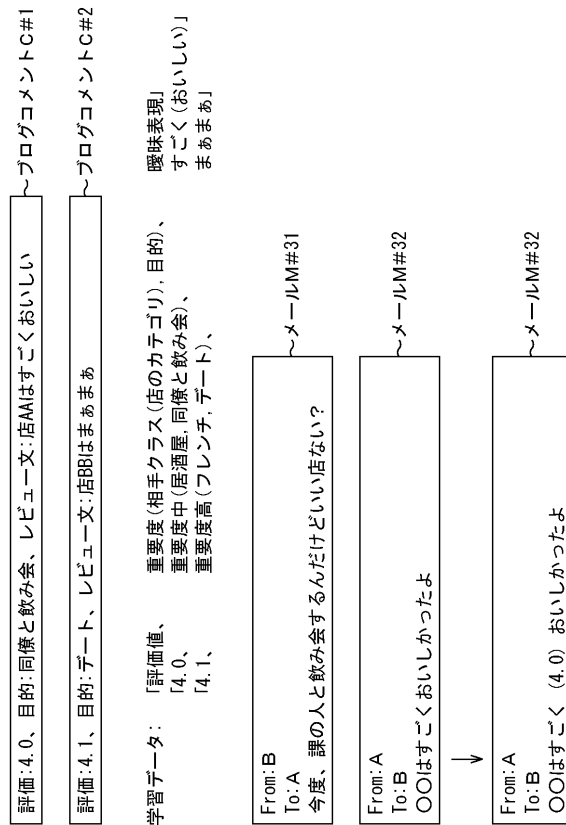 評価:4.0、目的:同僚と飲み会、レビュー文:店AAはすごくおいしい
～ブログコメントC#1
評価:4.1、目的:デート、レビュー文:店BBはまぁまぁ
～ブログコメントC#2
学習データ: 「評価値、 重要度(相手クラス(店のカテゴリ),目的)、 曖昧表現」
「4.0、 重要度中(居酒屋,同僚と飲み会)、 すごく(おいしい)」
「4.1、 重要度高(フレンチ,デート)、 まぁまぁ」
From:B
To:A
今度、課の人と飲み会するんだけどいい店ない?
～メールM#31
From:A
To:B
〇〇はすごくおいしかったよ
～メールM#32
↓
From:A
To:B
〇〇はすごく (4.0) おいしかったよ
～メールM#32